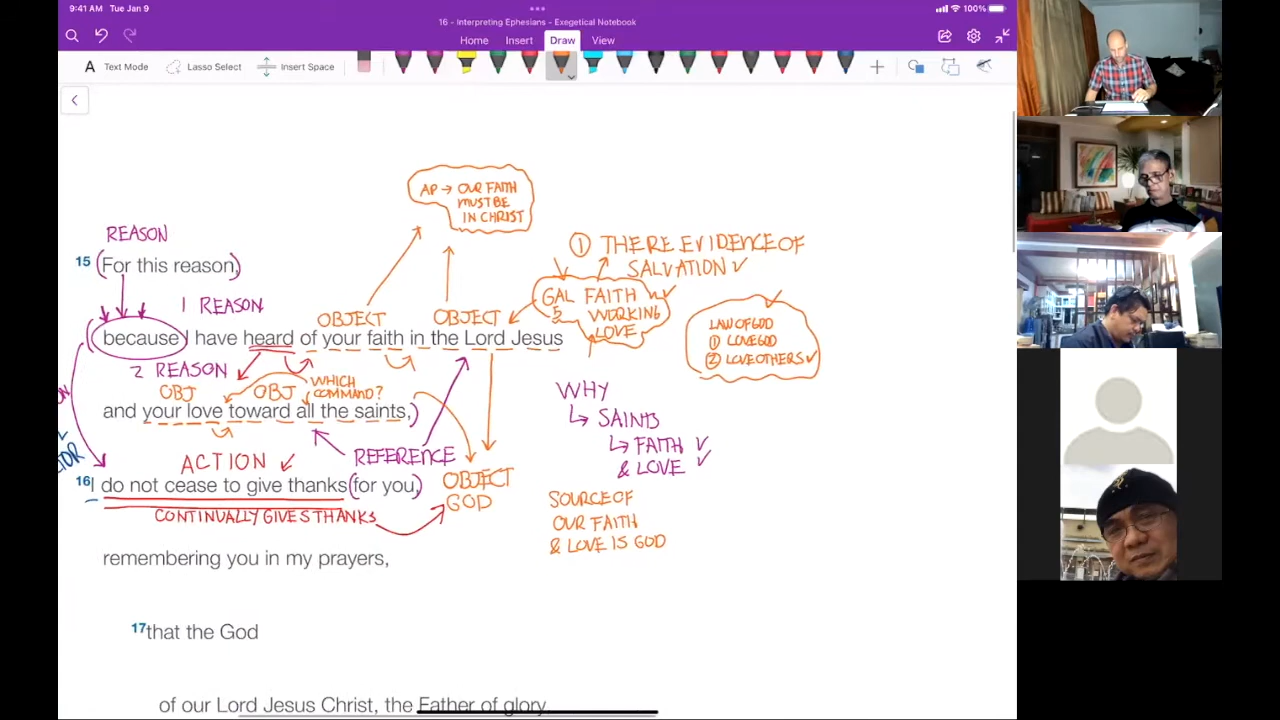 9:41 AM Tue Jan 9
100%
16 - Interpreting Ephesians - Exegetical Notebook
Home Insert Draw View
A Text Mode Lasso Select Insert Space
AP → OUR FAITH
MUST BE
IN CHRIST
REASON
15 (For this reason,)
① THERE EVIDENCE OF
SALVATION ✓
1 REASON
GAL FAITH
5 WORKING
LOVE
LAW OF GOD
① LOVE GOD
② LOVE OTHERS ✓
OBJECT OBJECT
(because I have heard of your faith in the Lord Jesus
2 REASON
OBJ OBJ WHICH
COMMAND?
and your love toward all the saints,)
WHY
↳ SAINTS
↳ FAITH ✓
& LOVE ✓
ACTION
REFERENCE
16 I do not cease to give thanks (for you,)
OBJECT
GOD
CONTINUALLY GIVES THANKS
SOURCE OF
OUR FAITH
& LOVE IS GOD
remembering you in my prayers,
17 that the God
of our Lord Jesus Christ, the Father of glory